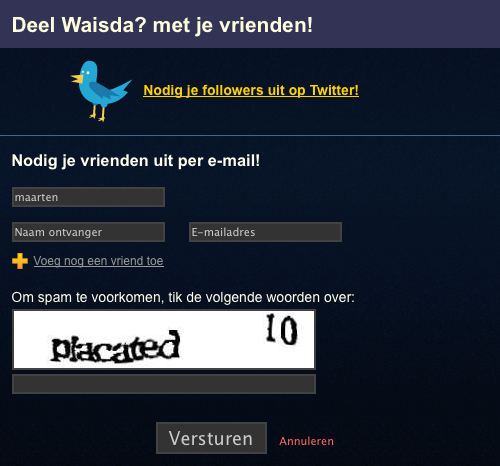 Deel Waisda? met je vrienden!
Nodig je followers uit op Twitter!
Nodig je vrienden uit per e-mail!
maarten
Naam ontvanger E-mailadres
Voeg nog een vriend toe
Om spam te voorkomen, tik de volgende woorden over:
placated 10
Versturen Annuleren